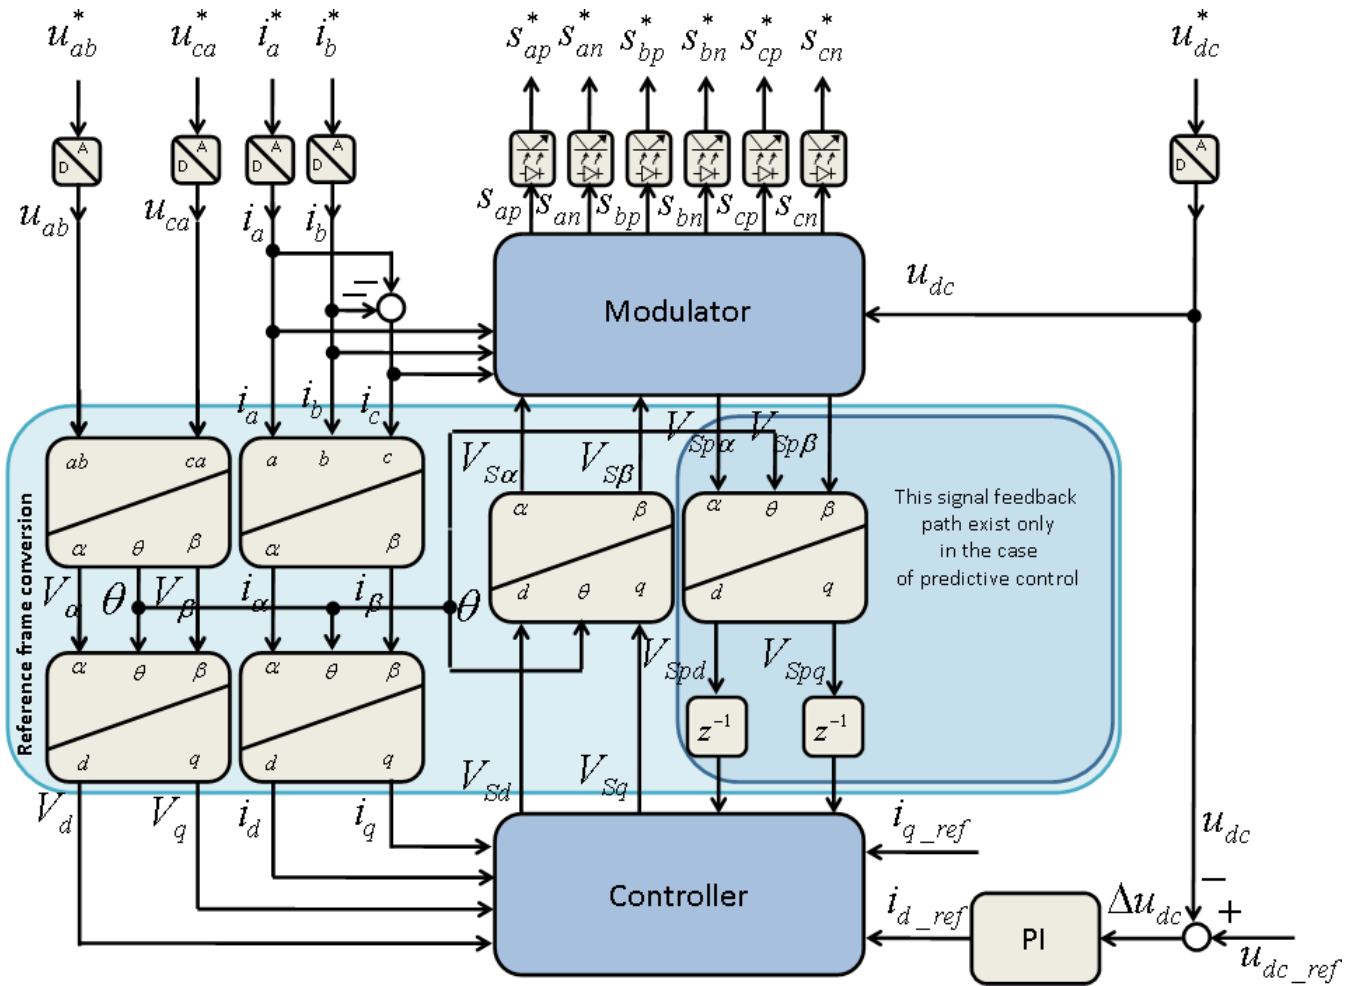 u*ab u*ca i*a i*b s*ap s*an s*bp s*bn s*cp s*cn u*dc
D A D A D A D A D A
uab uca ia ib sap san sbp sbn scp scn
udc
Modulator
− −
ia ib ic
VSα VSβ VSpα VSpβ
ab ca a b c
α β α θ β
This signal feedback
path exist only
in the case
of predictive control
Reference frame conversion
α θ β α β
d θ q d q
Vα θ Vβ iα iβ θ
VSpd VSpq
α θ β α θ β
z−1 z−1
d q d q
VSd VSq
Vd Vq id iq
iq_ref
udc
Controller
id_ref
PI
Δudc
− +
udc_ref